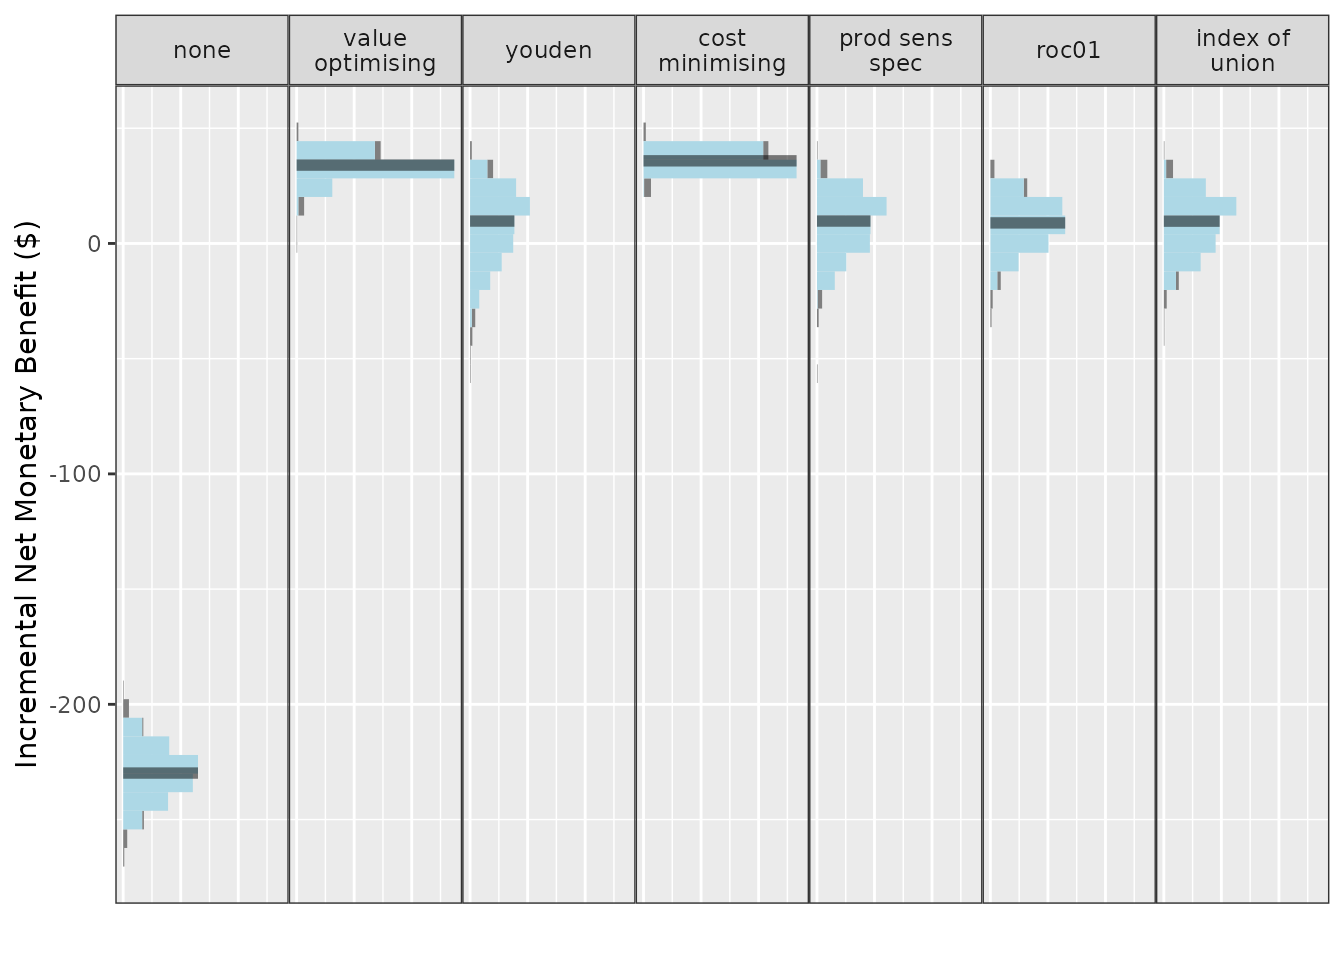 none
value
optimising
youden
cost
minimising
prod sens
spec
roc01
index of
union
Incremental Net Monetary Benefit ($)
0
-100
-200